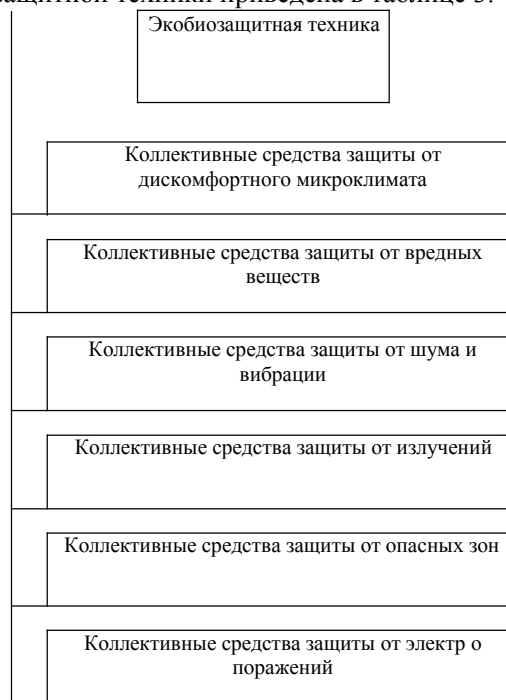 защитной техники приведена в таблице 3.
Экобиозащитная техника
Коллективные средства защиты от
дискомфортного микроклимата
Коллективные средства защиты от вредных
веществ
Коллективные средства защиты от шума и
вибрации
Коллективные средства защиты от излучений
Коллективные средства защиты от опасных зон
Коллективные средства защиты от электр о
поражений